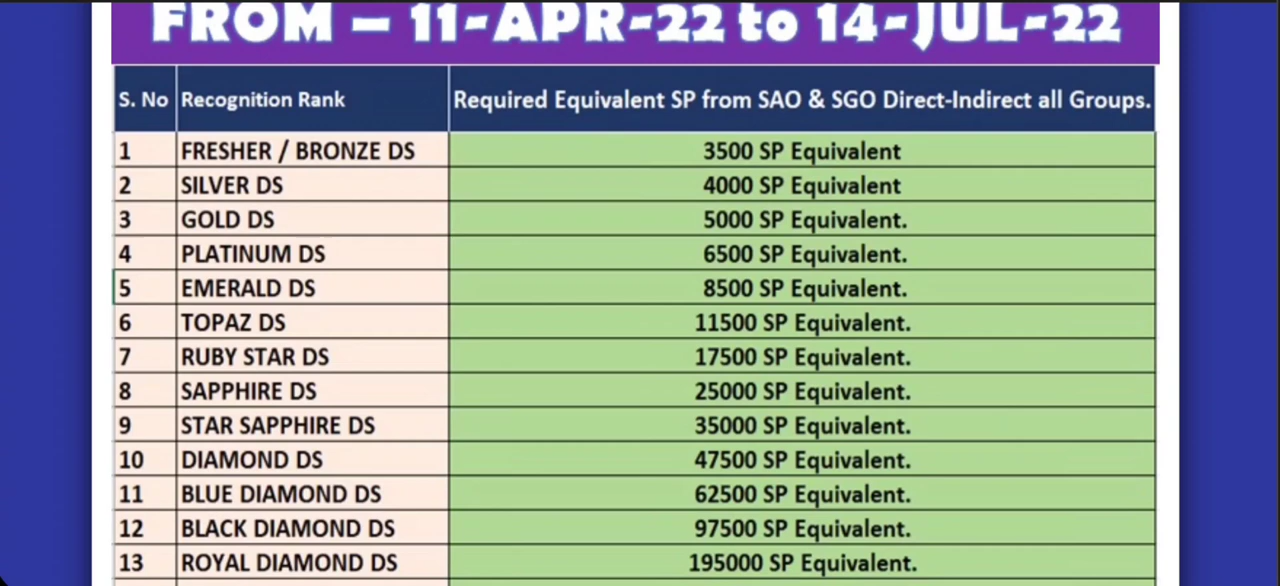 FROM – 11-APR-22 to 14-JUL-22
S. No Recognition Rank Required Equivalent SP from SAO & SGO Direct-Indirect all Groups.
1 FRESHER / BRONZE DS 3500 SP Equivalent
2 SILVER DS 4000 SP Equivalent
3 GOLD DS 5000 SP Equivalent.
4 PLATINUM DS 6500 SP Equivalent.
5 EMERALD DS 8500 SP Equivalent.
6 TOPAZ DS 11500 SP Equivalent.
7 RUBY STAR DS 17500 SP Equivalent.
8 SAPPHIRE DS 25000 SP Equivalent.
9 STAR SAPPHIRE DS 35000 SP Equivalent.
10 DIAMOND DS 47500 SP Equivalent.
11 BLUE DIAMOND DS 62500 SP Equivalent.
12 BLACK DIAMOND DS 97500 SP Equivalent.
13 ROYAL DIAMOND DS 195000 SP Equivalent.